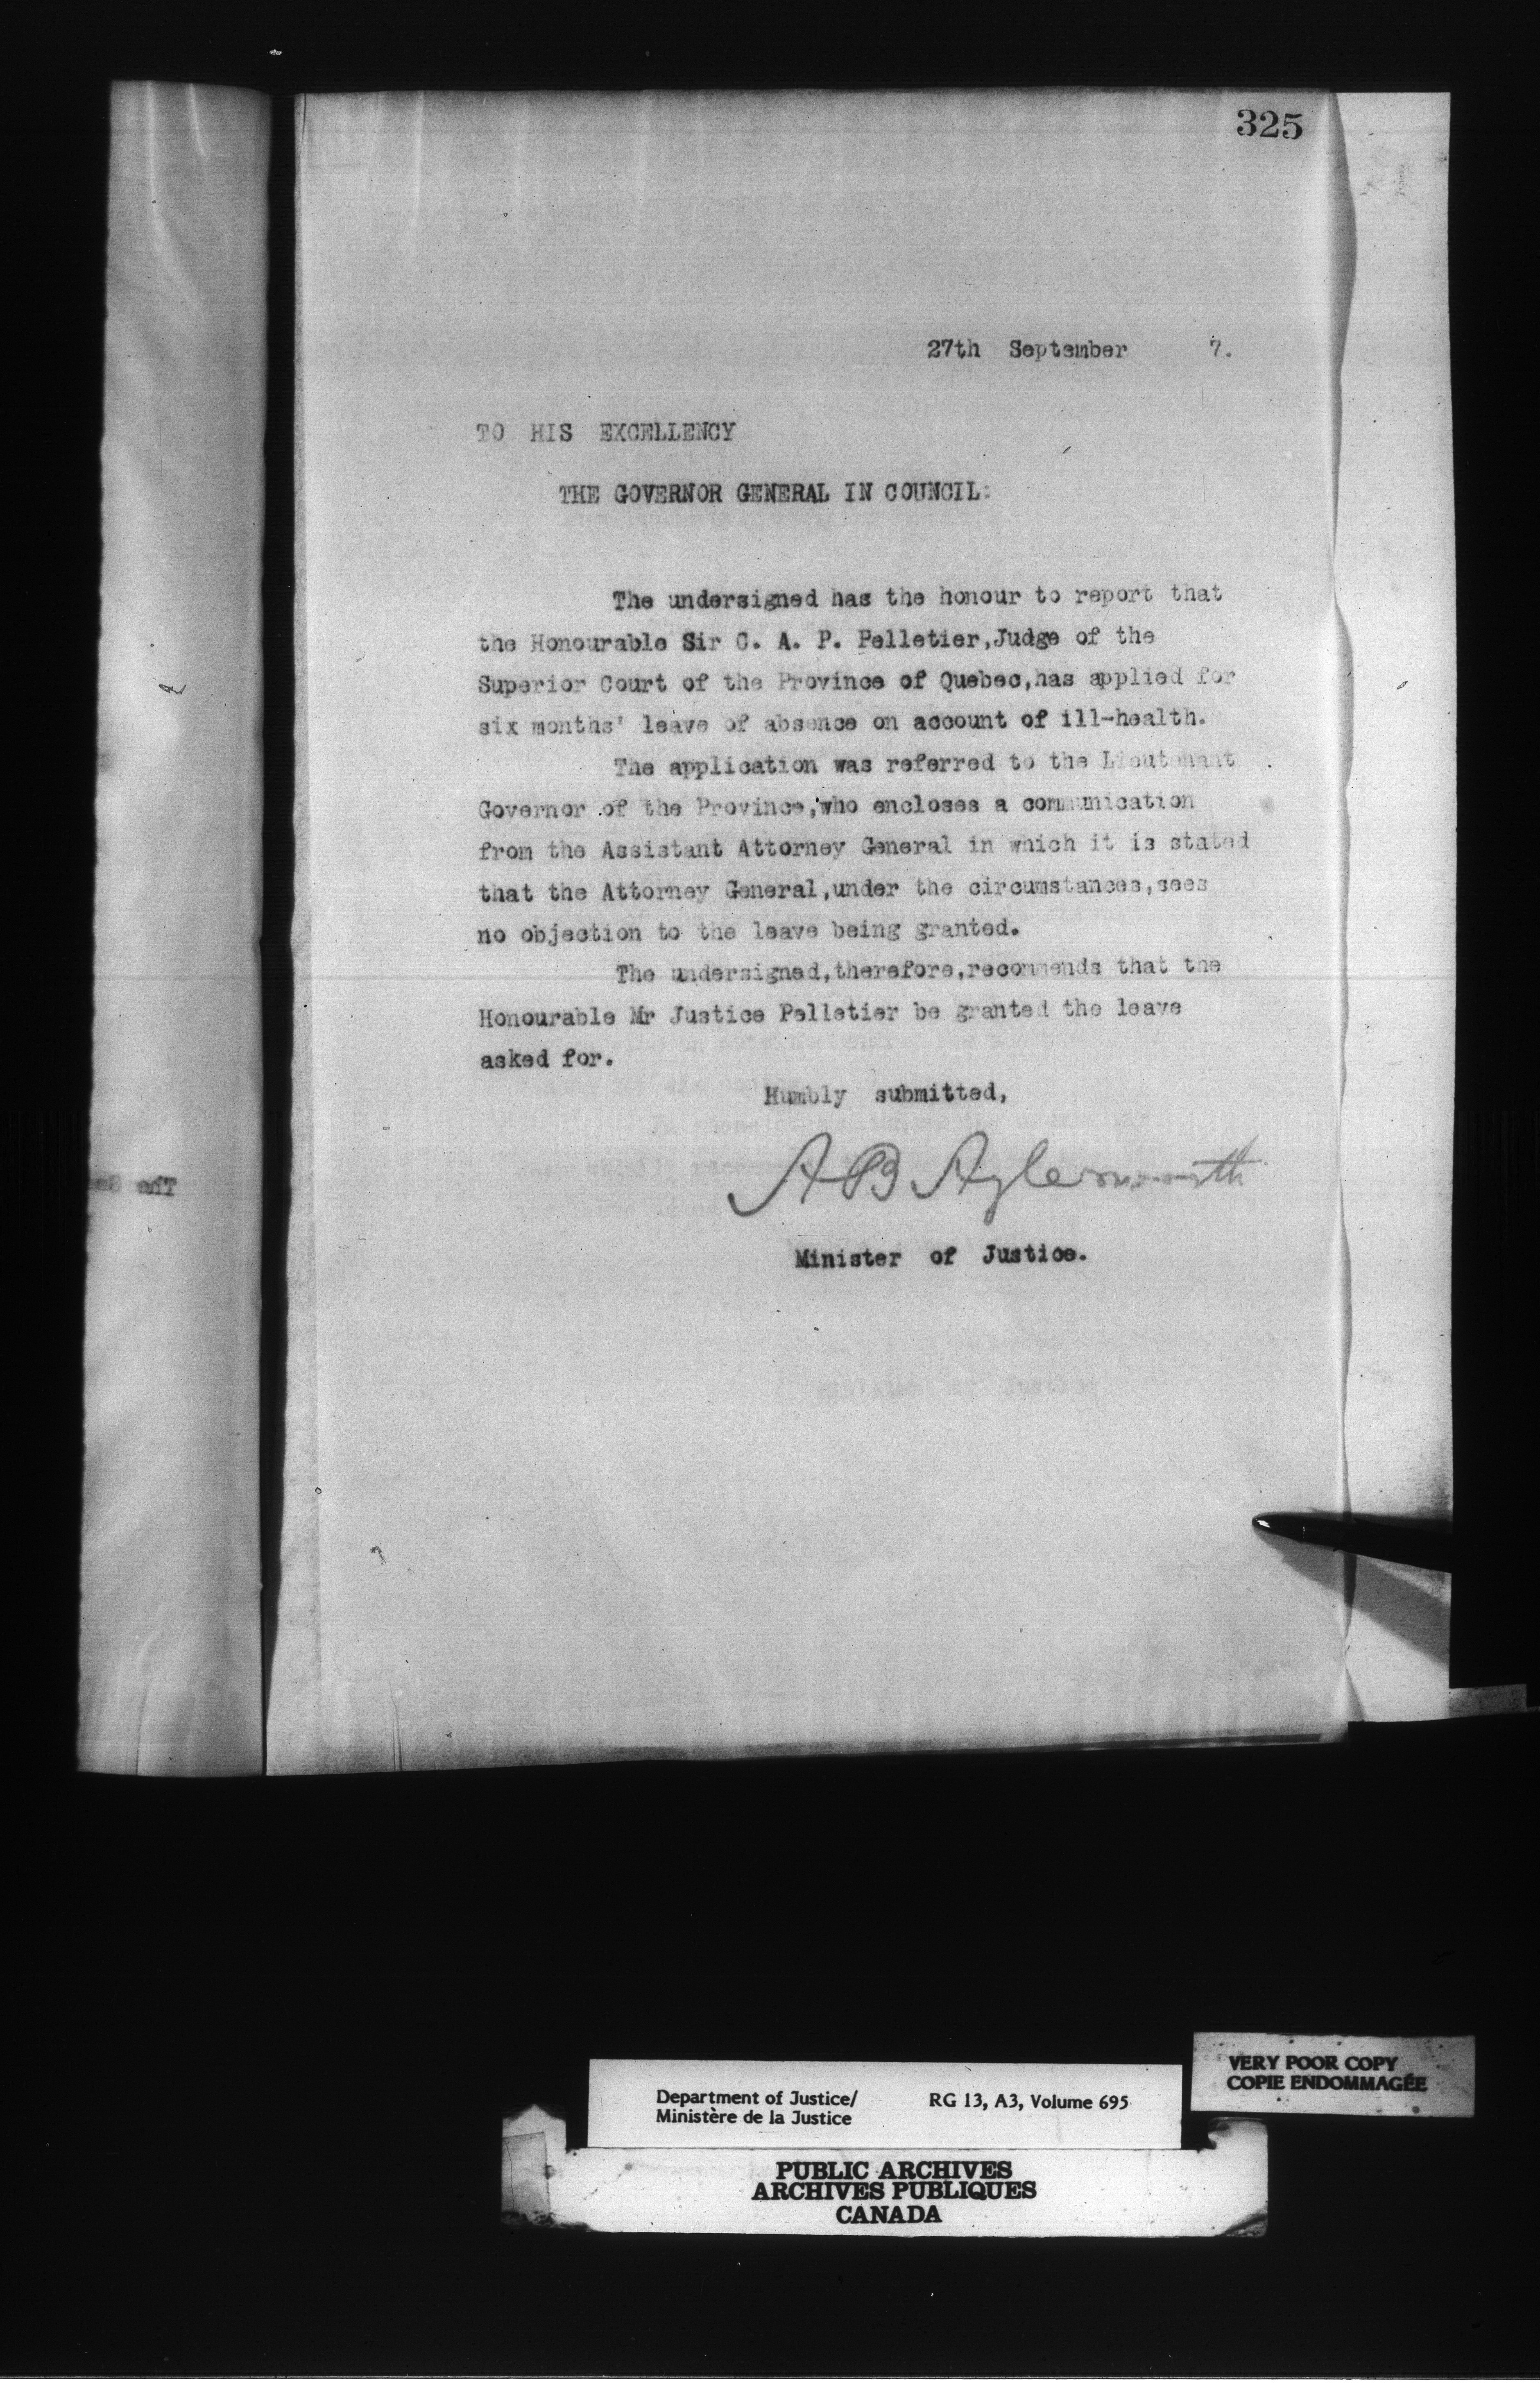 325
27th September 7.
TO HIS EXCELLENCY
THE GOVERNOR GENERAL IN COUNCIL:
The undersigned has the honour to report that
the Honourable Sir C. A. P. Pelletier,Judge of the
Superior Court of the Province of Quebec,has applied for
six months' leave of absence on account of ill-health.
The application was referred to the Lieutenant
Governor of the Province,who encloses a communication
from the Assistant Attorney General in which it is stated
that the Attorney General,under the circumstances,sees
no objection to the leave being granted.
The undersigned,therefore,recommends that the
Honourable Mr Justice Pelletier be granted the leave
asked for.
Humbly submitted,
A B Aylesworth
Minister of Justice.
Department of Justice/
Ministère de la Justice
RG 13, A3, Volume 695
VERY POOR COPY
COPIE ENDOMMAGÉE
PUBLIC ARCHIVES
ARCHIVES PUBLIQUES
CANADA